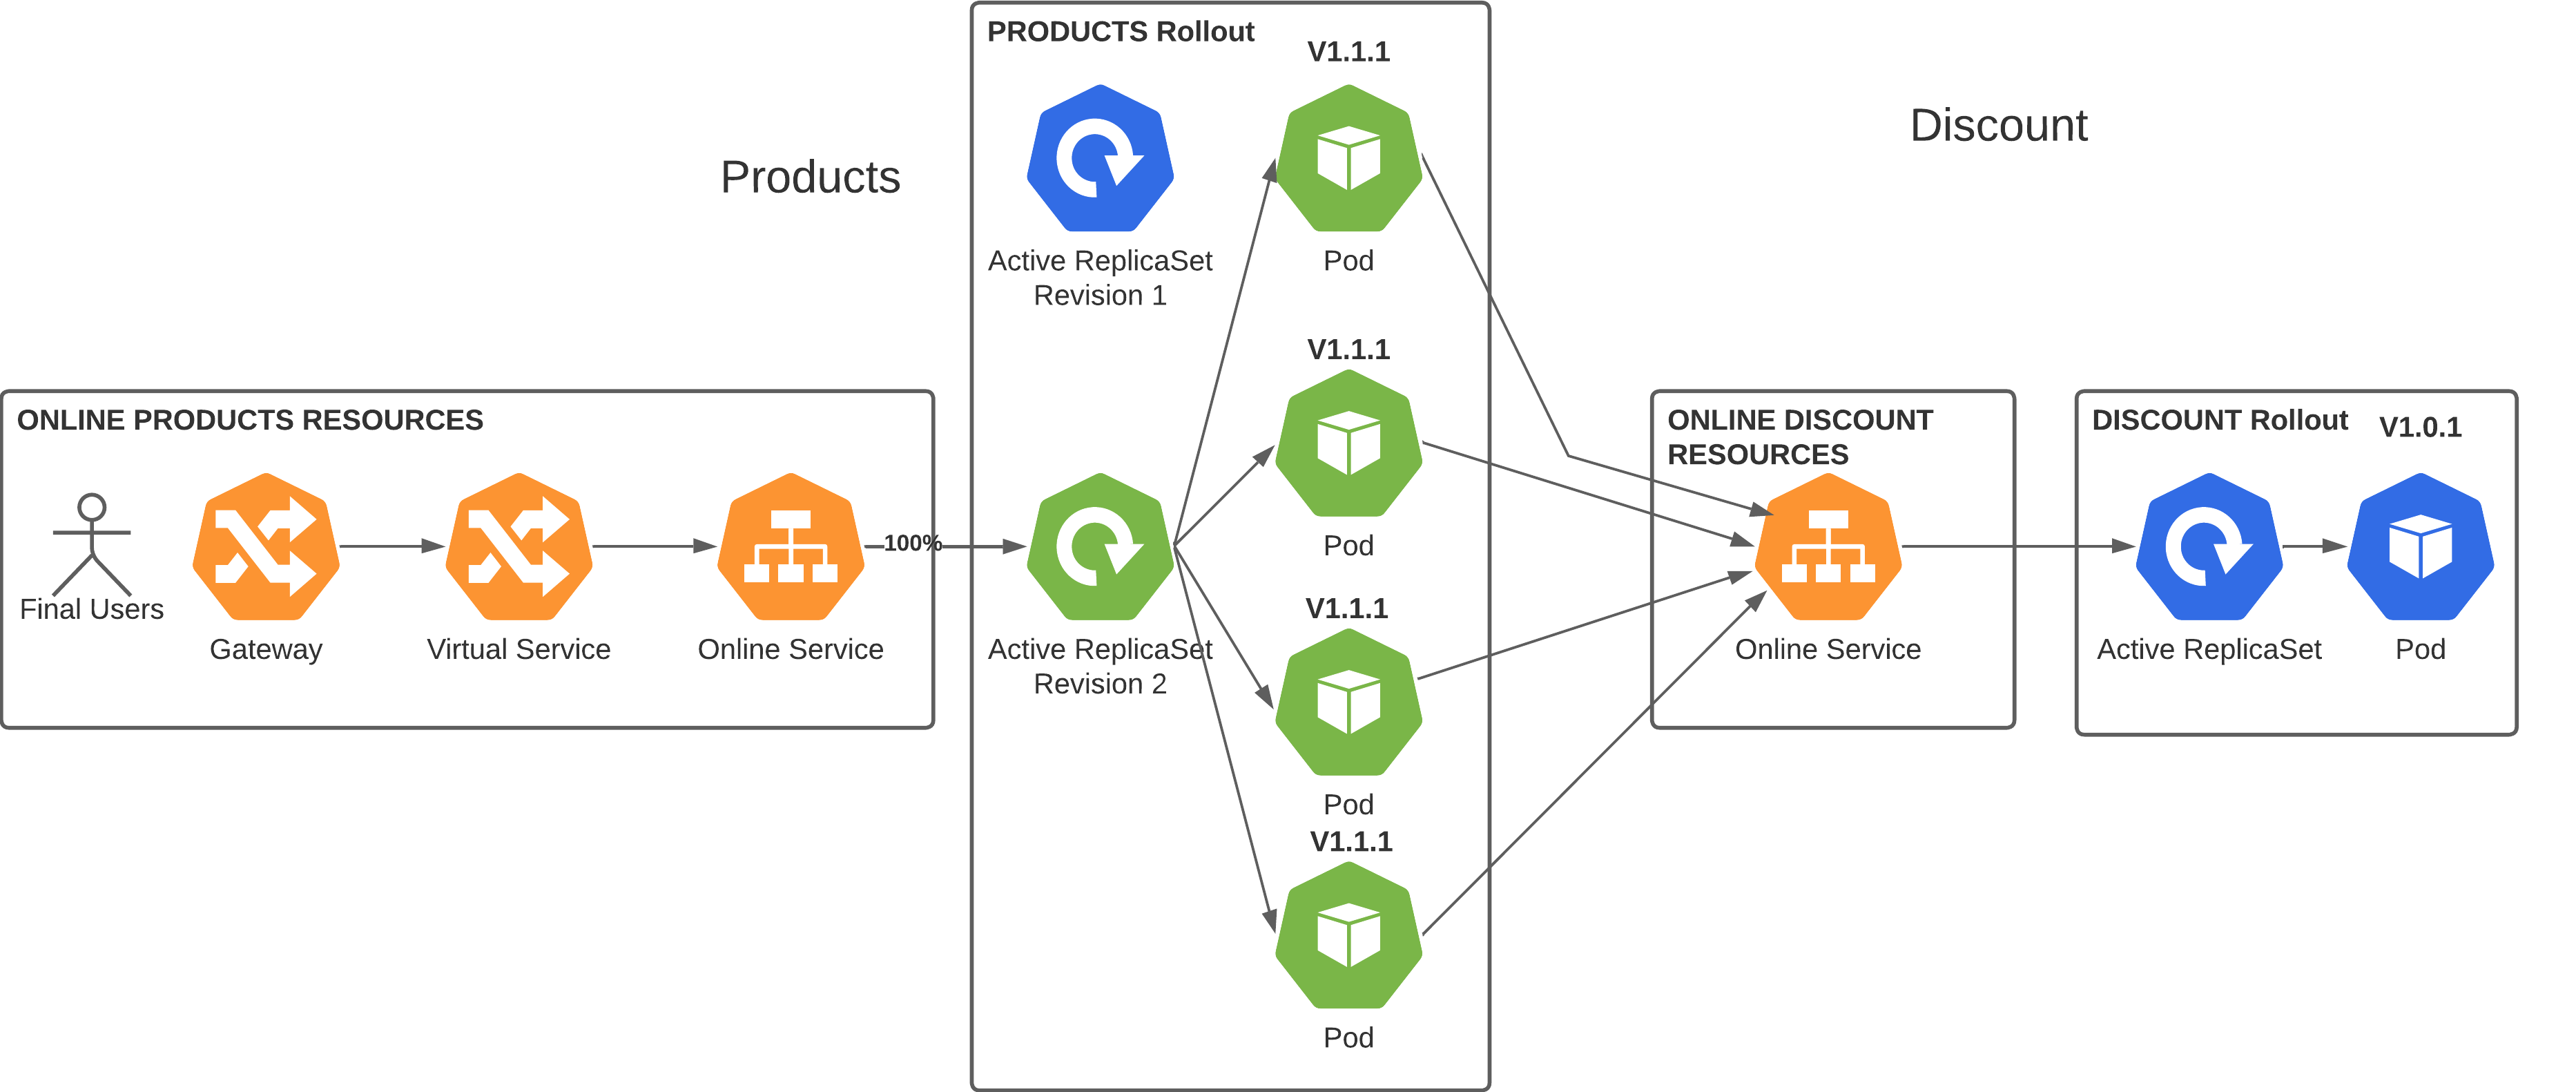 Products
Discount
ONLINE PRODUCTS RESOURCES
Final Users
Gateway
Virtual Service
Online Service
100%
PRODUCTS Rollout
Active ReplicaSet
Revision 1
Active ReplicaSet
Revision 2
V1.1.1
Pod
V1.1.1
Pod
V1.1.1
Pod
V1.1.1
Pod
ONLINE DISCOUNT
RESOURCES
Online Service
DISCOUNT Rollout
V1.0.1
Active ReplicaSet
Pod